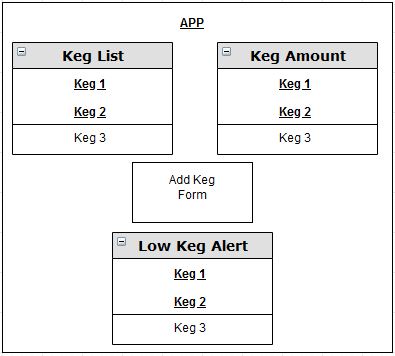 APP
Keg List
Keg 1
Keg 2
Keg 3
Keg Amount
Keg 1
Keg 2
Keg 3
Add Keg
Form
Low Keg Alert
Keg 1
Keg 2
Keg 3